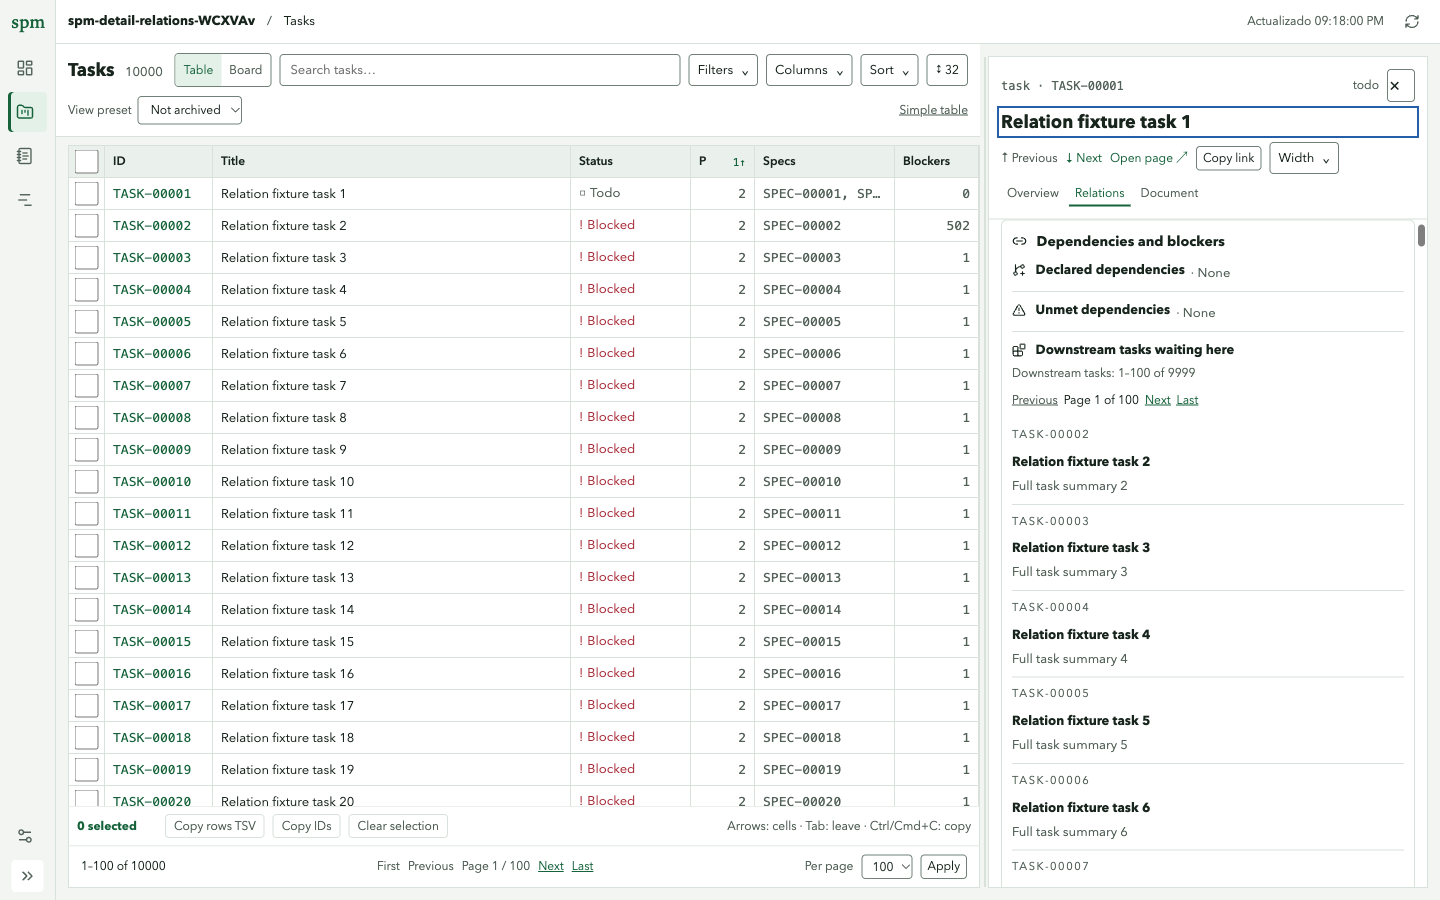 spm
spm-detail-relations-WCXVAv / Tasks
Actualizado 09:18:00 PM
Tasks 10000 Table Board Search tasks... Filters Columns Sort ↕ 32
View preset Not archived Simple table
ID Title Status P 1↑ Specs Blockers
TASK-00001 Relation fixture task 1 Todo 2 SPEC-00001, SP… 0
TASK-00002 Relation fixture task 2 ! Blocked 2 SPEC-00002 502
TASK-00003 Relation fixture task 3 ! Blocked 2 SPEC-00003 1
TASK-00004 Relation fixture task 4 ! Blocked 2 SPEC-00004 1
TASK-00005 Relation fixture task 5 ! Blocked 2 SPEC-00005 1
TASK-00006 Relation fixture task 6 ! Blocked 2 SPEC-00006 1
TASK-00007 Relation fixture task 7 ! Blocked 2 SPEC-00007 1
TASK-00008 Relation fixture task 8 ! Blocked 2 SPEC-00008 1
TASK-00009 Relation fixture task 9 ! Blocked 2 SPEC-00009 1
TASK-00010 Relation fixture task 10 ! Blocked 2 SPEC-00010 1
TASK-00011 Relation fixture task 11 ! Blocked 2 SPEC-00011 1
TASK-00012 Relation fixture task 12 ! Blocked 2 SPEC-00012 1
TASK-00013 Relation fixture task 13 ! Blocked 2 SPEC-00013 1
TASK-00014 Relation fixture task 14 ! Blocked 2 SPEC-00014 1
TASK-00015 Relation fixture task 15 ! Blocked 2 SPEC-00015 1
TASK-00016 Relation fixture task 16 ! Blocked 2 SPEC-00016 1
TASK-00017 Relation fixture task 17 ! Blocked 2 SPEC-00017 1
TASK-00018 Relation fixture task 18 ! Blocked 2 SPEC-00018 1
TASK-00019 Relation fixture task 19 ! Blocked 2 SPEC-00019 1
TASK-00020 Relation fixture task 20 ! Blocked 2 SPEC-00020 1
0 selected Copy rows TSV Copy IDs Clear selection Arrows: cells · Tab: leave · Ctrl/Cmd+C: copy
1–100 of 10000 First Previous Page 1 / 100 Next Last Per page 100 Apply
task · TASK-00001 todo ×
Relation fixture task 1
↑ Previous ↓ Next Open page ↗ Copy link Width
Overview Relations Document
Dependencies and blockers
Declared dependencies · None
Unmet dependencies · None
Downstream tasks waiting here
Downstream tasks: 1–100 of 9999
Previous Page 1 of 100 Next Last
TASK-00002
Relation fixture task 2
Full task summary 2
TASK-00003
Relation fixture task 3
Full task summary 3
TASK-00004
Relation fixture task 4
Full task summary 4
TASK-00005
Relation fixture task 5
Full task summary 5
TASK-00006
Relation fixture task 6
Full task summary 6
TASK-00007